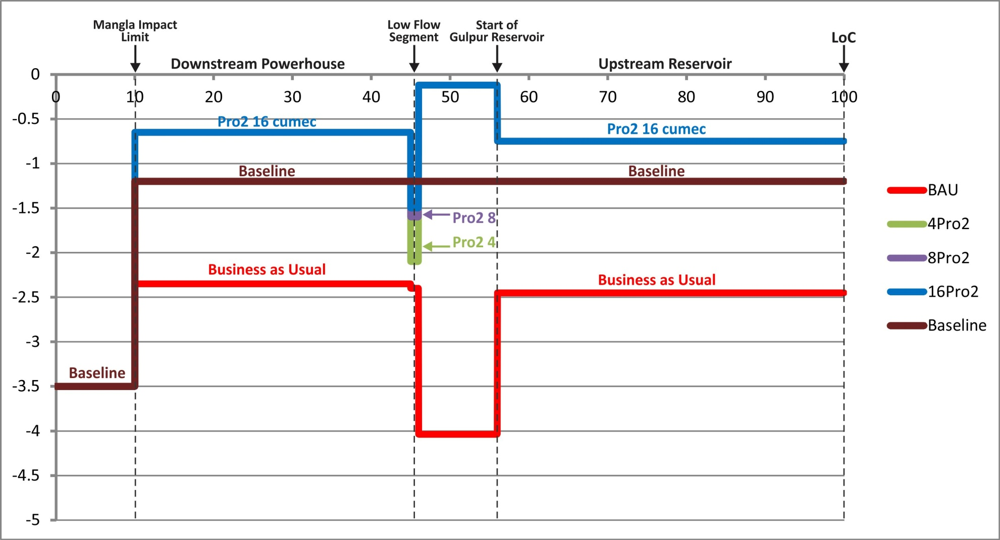 Mangla Impact
Limit
Low Flow
Segment
Start of
Gulpur Reservoir
LoC
Downstream Powerhouse
Upstream Reservoir
0
0 10 20 30 40 50 60 70 80 90 100
-0.5
Pro2 16 cumec
Pro2 16 cumec
-1
Baseline
Baseline
BAU
-1.5
Pro2 8
4Pro2
Pro2 4
-2
8Pro2
Business as Usual
Business as Usual
16Pro2
-2.5
Baseline
-3
Baseline
-3.5
-4
-4.5
-5